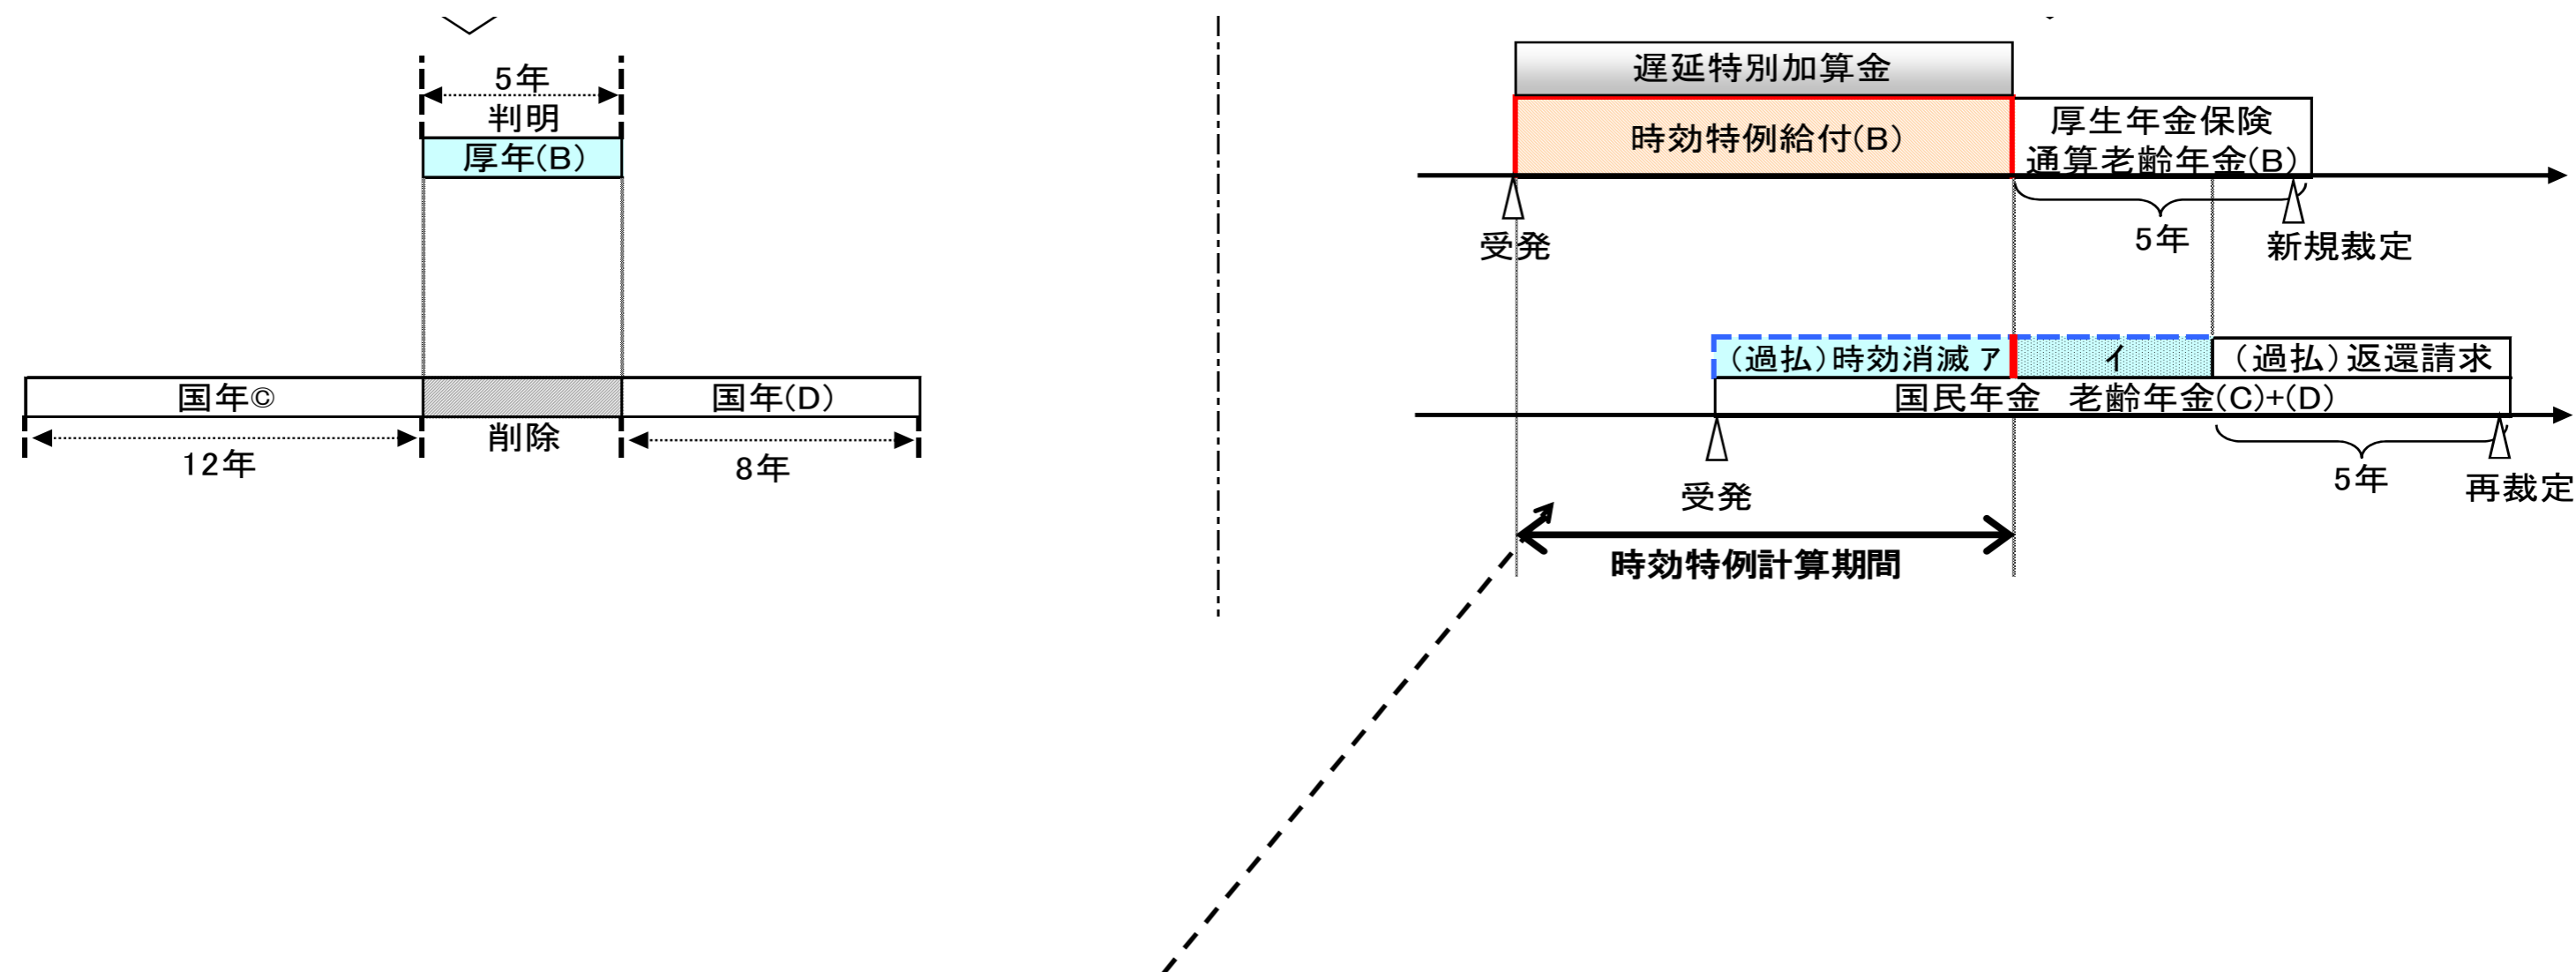 5年
判明
厚年(B)
国年©
国年(D)
削除
12年
8年
遅延特別加算金
時効特例給付(B)
厚生年金保険
通算老齢年金(B)
受発
5年
新規裁定
(過払)時効消滅 ア
イ
(過払)返還請求
国民年金 老齢年金(C)+(D)
受発
5年
再裁定
時効特例計算期間